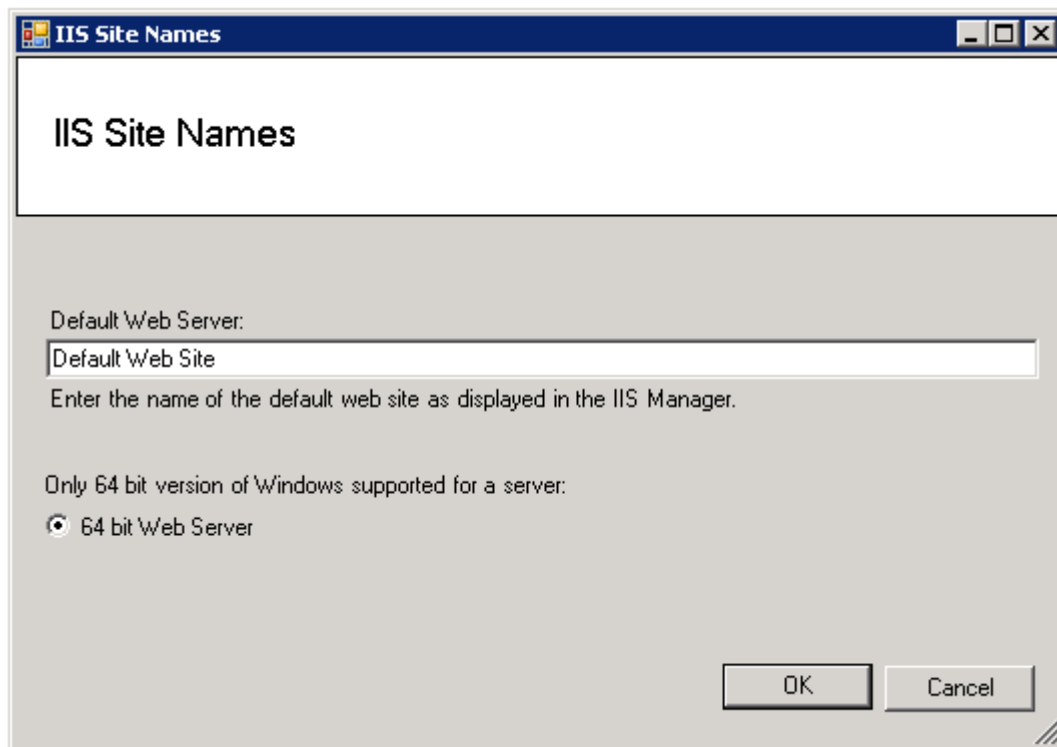 IIS Site Names
IIS Site Names
Default Web Server:
Default Web Site
Enter the name of the default web site as displayed in the IIS Manager.
Only 64 bit version of Windows supported for a server:
64 bit Web Server
OK
Cancel